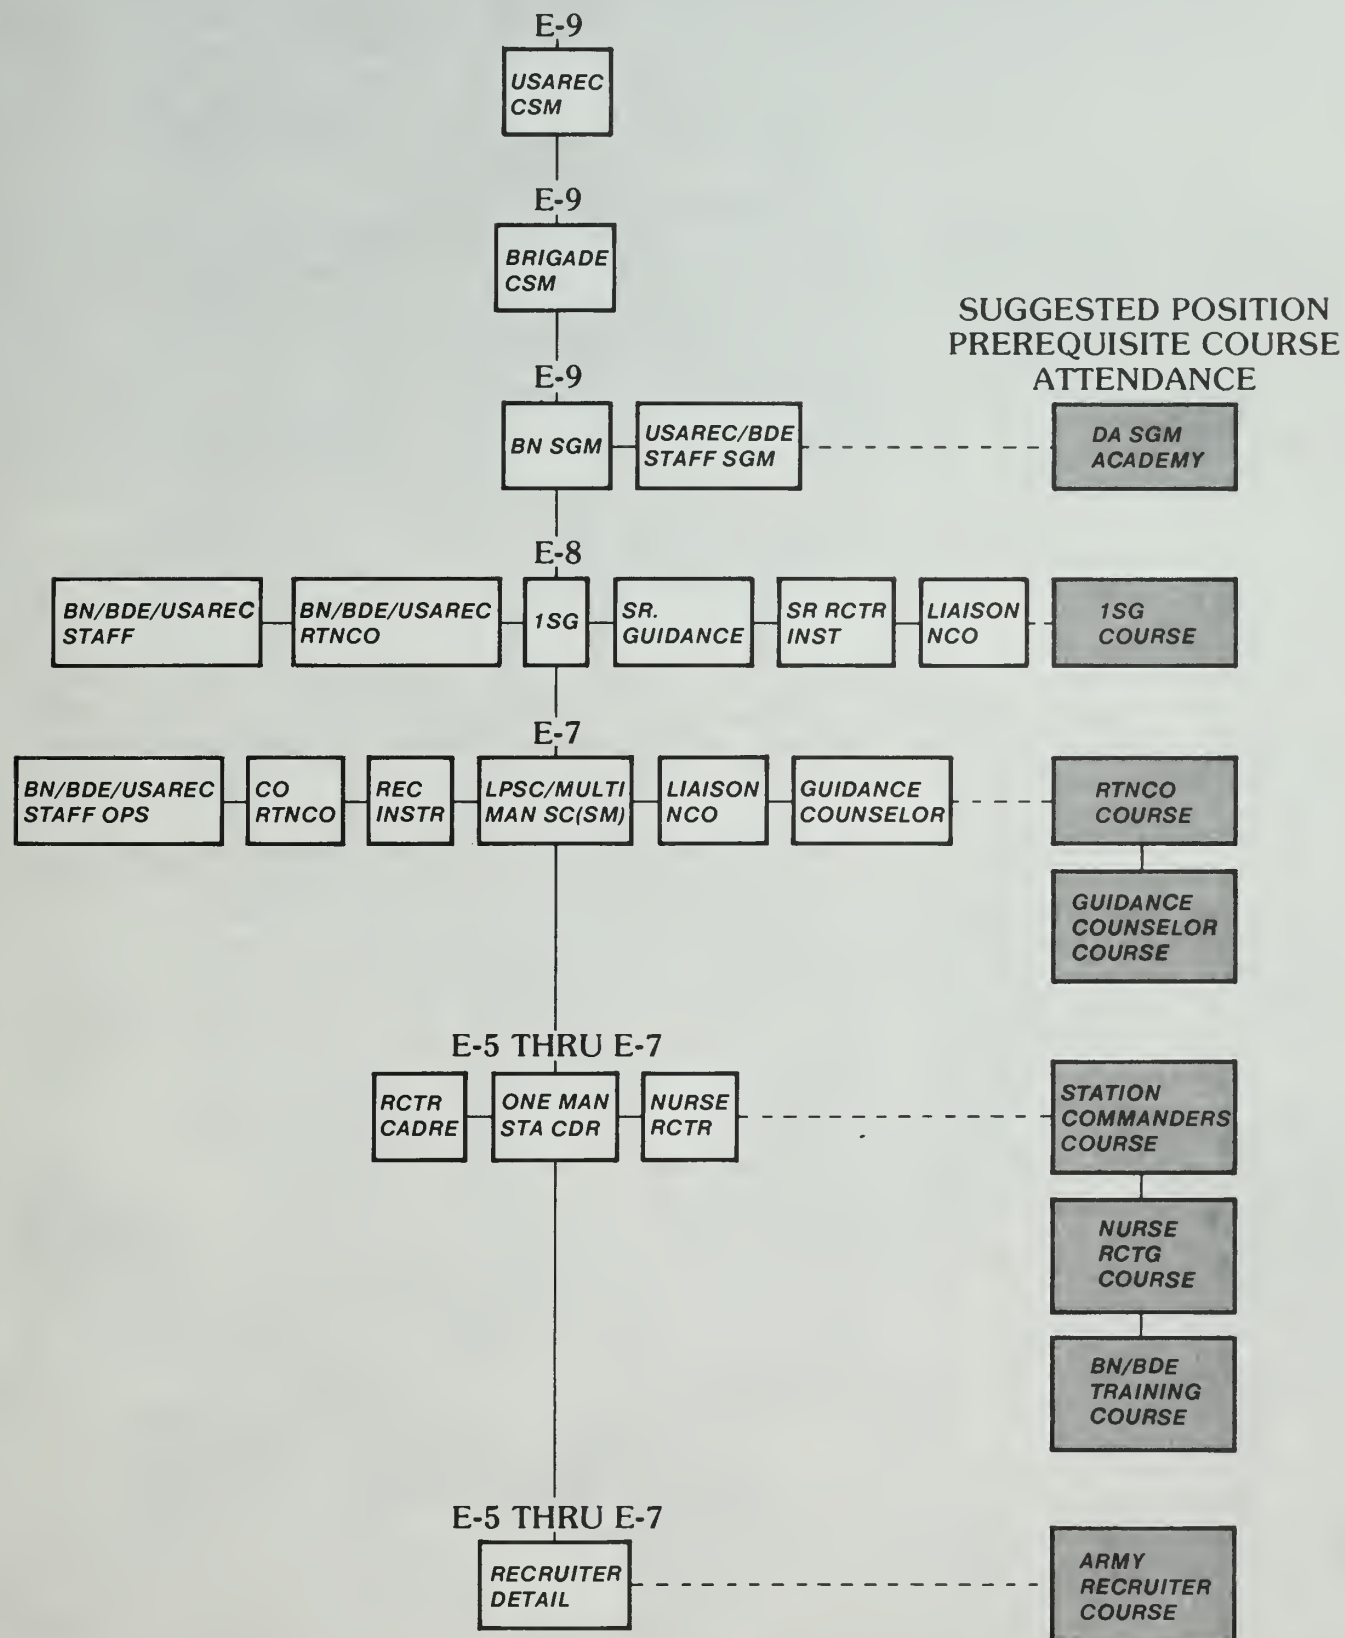 E-9
USAREC
CSM
E-9
BRIGADE
CSM
SUGGESTED POSITION
PREREQUISITE COURSE
ATTENDANCE
E-9
BN SGM
USAREC/BDE
STAFF SGM
DA SGM
ACADEMY
E-8
BN/BDE/USAREC
STAFF
BN/BDE/USAREC
RTNCO
1SG
SR.
GUIDANCE
SR RCTR
INST
LIAISON
NCO
1SG
COURSE
E-7
BN/BDE/USAREC
STAFF OPS
CO
RTNCO
REC
INSTR
LPSC/MULTI
MAN SC(SM)
LIAISON
NCO
GUIDANCE
COUNSELOR
RTNCO
COURSE
GUIDANCE
COUNSELOR
COURSE
E-5 THRU E-7
RCTR
CADRE
ONE MAN
STA CDR
NURSE
RCTR
STATION
COMMANDERS
COURSE
NURSE
RCTG
COURSE
BN/BDE
TRAINING
COURSE
E-5 THRU E-7
RECRUITER
DETAIL
ARMY
RECRUITER
COURSE